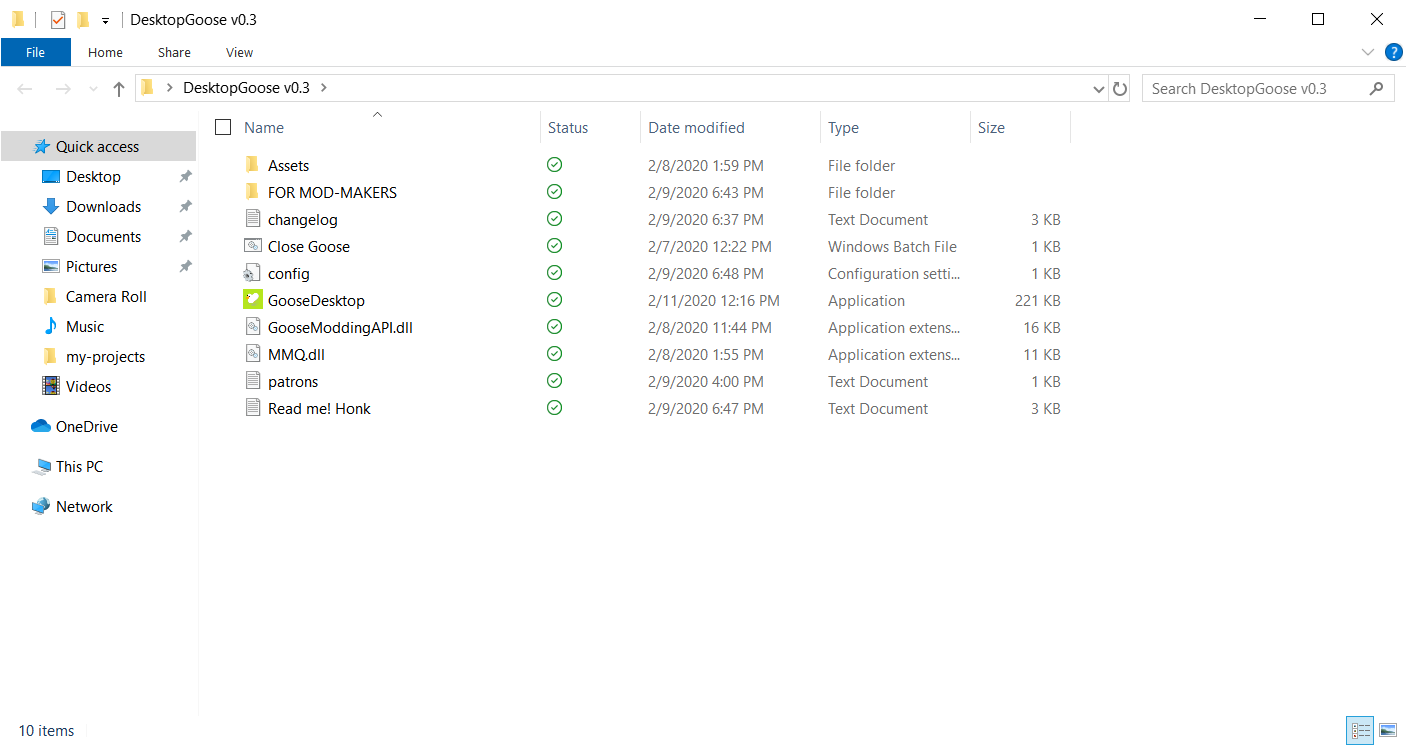 DesktopGoose v0.3
File Home Share View
DesktopGoose v0.3 Search DesktopGoose v0.3
Name Status Date modified Type Size
Quick access
Desktop
Downloads
Documents
Pictures
Camera Roll
Music
my-projects
Videos
OneDrive
This PC
Network
Assets 2/8/2020 1:59 PM File folder
FOR MOD-MAKERS 2/9/2020 6:43 PM File folder
changelog 2/9/2020 6:37 PM Text Document 3 KB
Close Goose 2/7/2020 12:22 PM Windows Batch File 1 KB
config 2/9/2020 6:48 PM Configuration setti... 1 KB
GooseDesktop 2/11/2020 12:16 PM Application 221 KB
GooseModdingAPI.dll 2/8/2020 11:44 PM Application extens... 16 KB
MMQ.dll 2/8/2020 1:55 PM Application extens... 11 KB
patrons 2/9/2020 4:00 PM Text Document 1 KB
Read me! Honk 2/9/2020 6:47 PM Text Document 3 KB
10 items